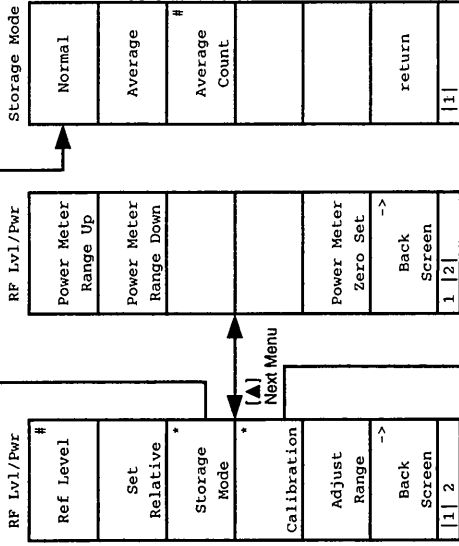 RF Lvl/Pwr
#
Ref Level
Set
Relative
*
Storage
Mode
*
Calibration
Adjust
Range
->
Back
Screen
|1| 2
[▲]
Next Menu
RF Lvl/Pwr
Power Meter
Range Up
Power Meter
Range Down
Power Meter
Zero Set
->
Back
Screen
1 |2|
Storage Mode
Normal
Average
#
Average
Count
return
|1|